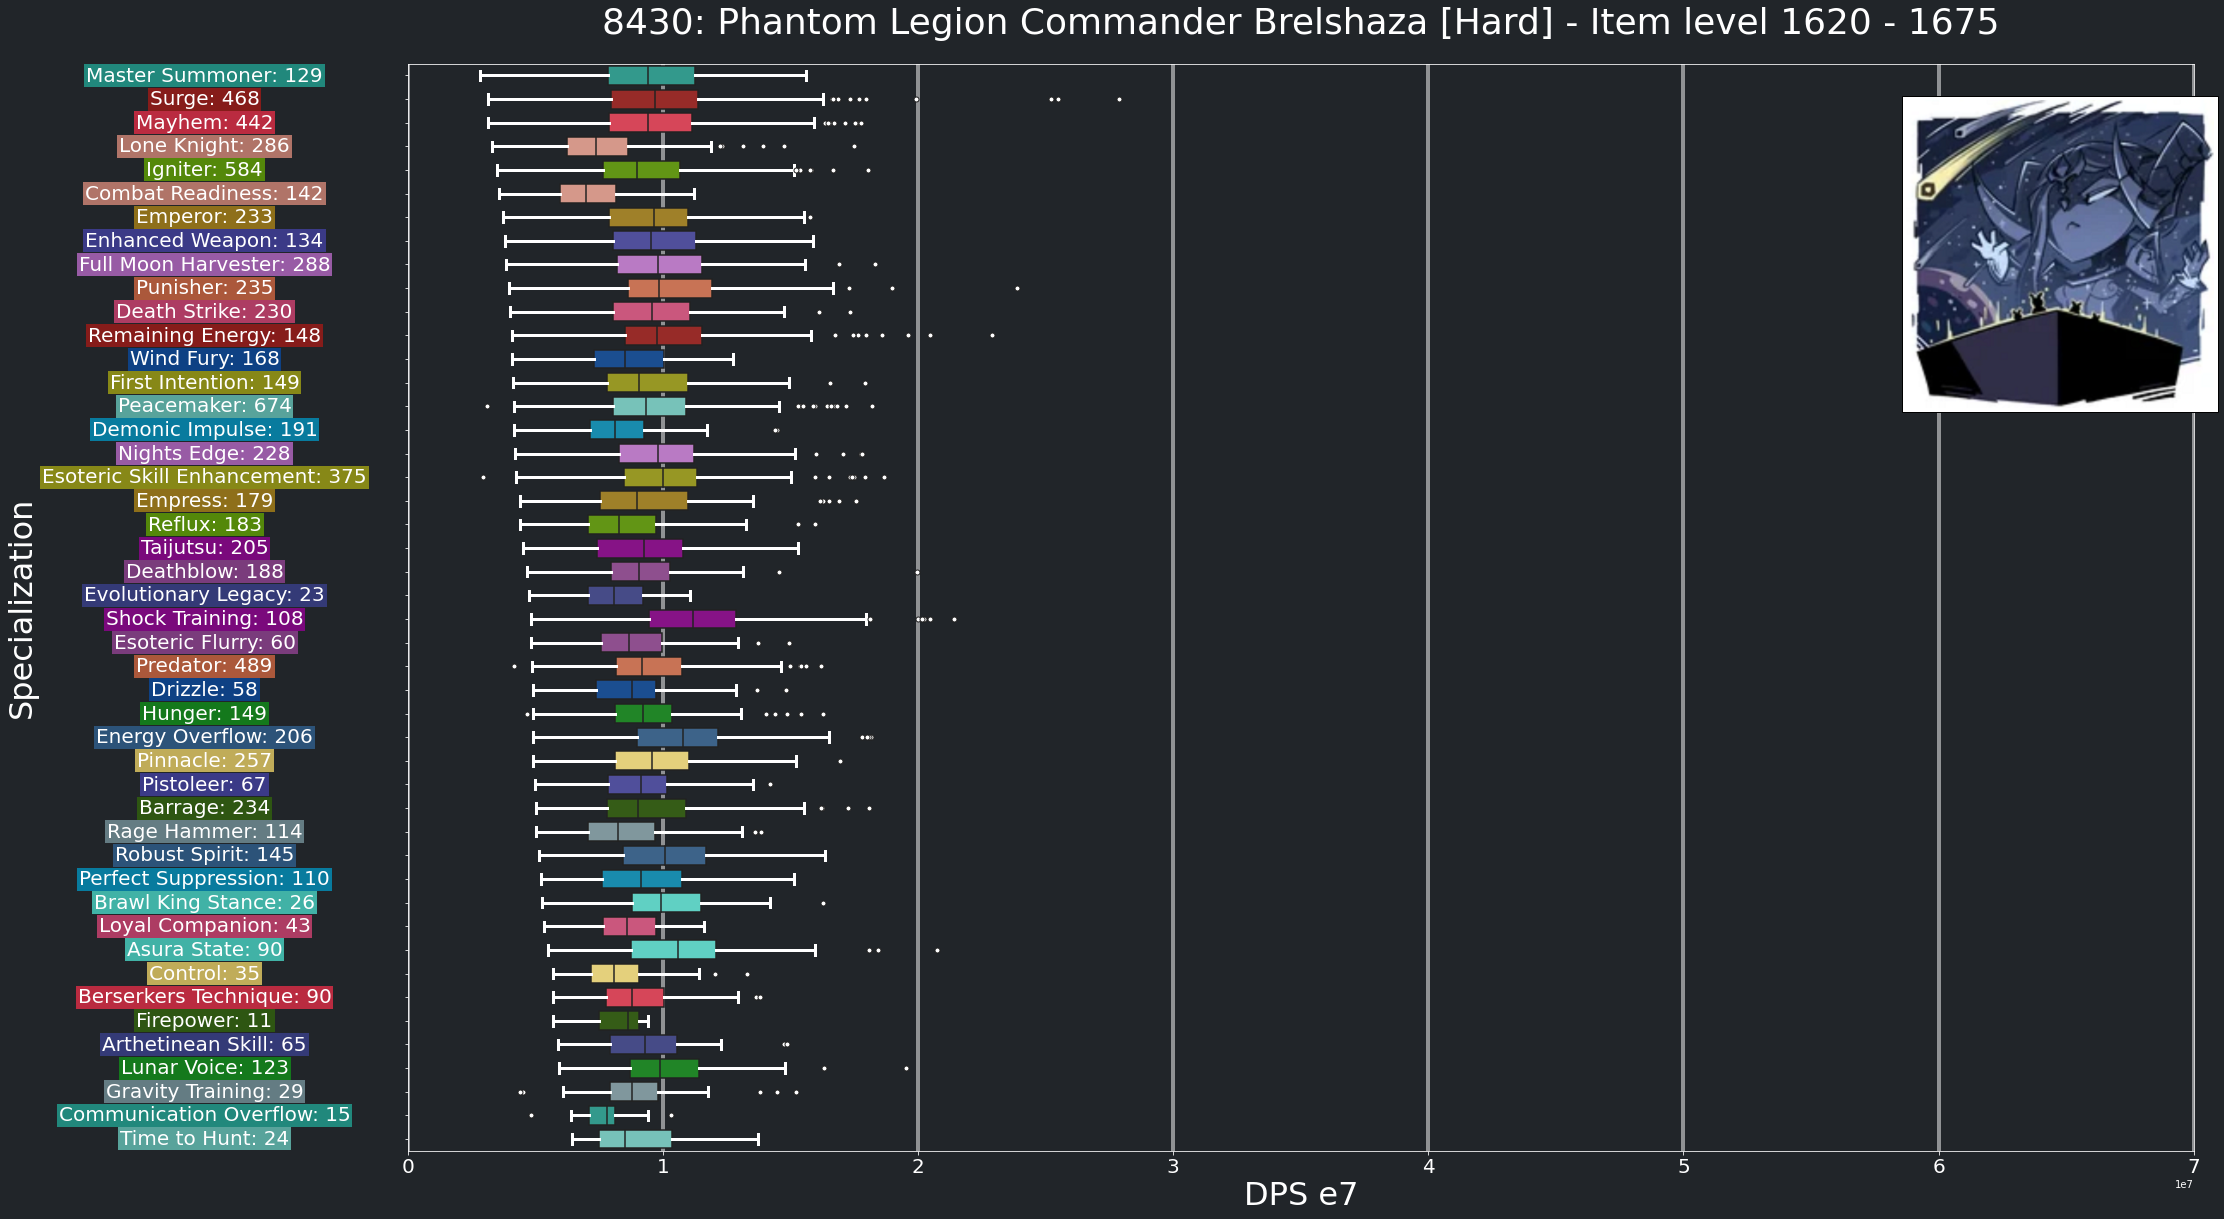 8430: Phantom Legion Commander Brelshaza [Hard] - Item level 1620 - 1675
Master Summoner: 129
Surge: 468
Mayhem: 442
Lone Knight: 286
Igniter: 584
Combat Readiness: 142
Emperor: 233
Enhanced Weapon: 134
Full Moon Harvester: 288
Punisher: 235
Death Strike: 230
Remaining Energy: 148
Wind Fury: 168
First Intention: 149
Peacemaker: 674
Demonic Impulse: 191
Nights Edge: 228
Esoteric Skill Enhancement: 375
Empress: 179
Reflux: 183
Taijutsu: 205
Deathblow: 188
Evolutionary Legacy: 23
Shock Training: 108
Esoteric Flurry: 60
Predator: 489
Drizzle: 58
Hunger: 149
Energy Overflow: 206
Pinnacle: 257
Pistoleer: 67
Barrage: 234
Rage Hammer: 114
Robust Spirit: 145
Perfect Suppression: 110
Brawl King Stance: 26
Loyal Companion: 43
Asura State: 90
Control: 35
Berserkers Technique: 90
Firepower: 11
Arthetinean Skill: 65
Lunar Voice: 123
Gravity Training: 29
Communication Overflow: 15
Time to Hunt: 24
Specialization
0 1 2 3 4 5 6 7
1e7
DPS e7